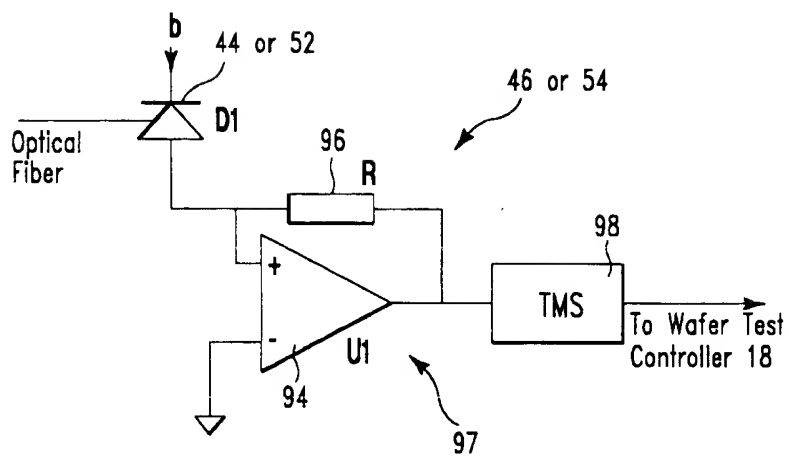 b
44 or 52
D1
Optical
Fiber
46 or 54
96
R
98
+
-
U1
94
TMS
To Wafer Test
Controller 18
97